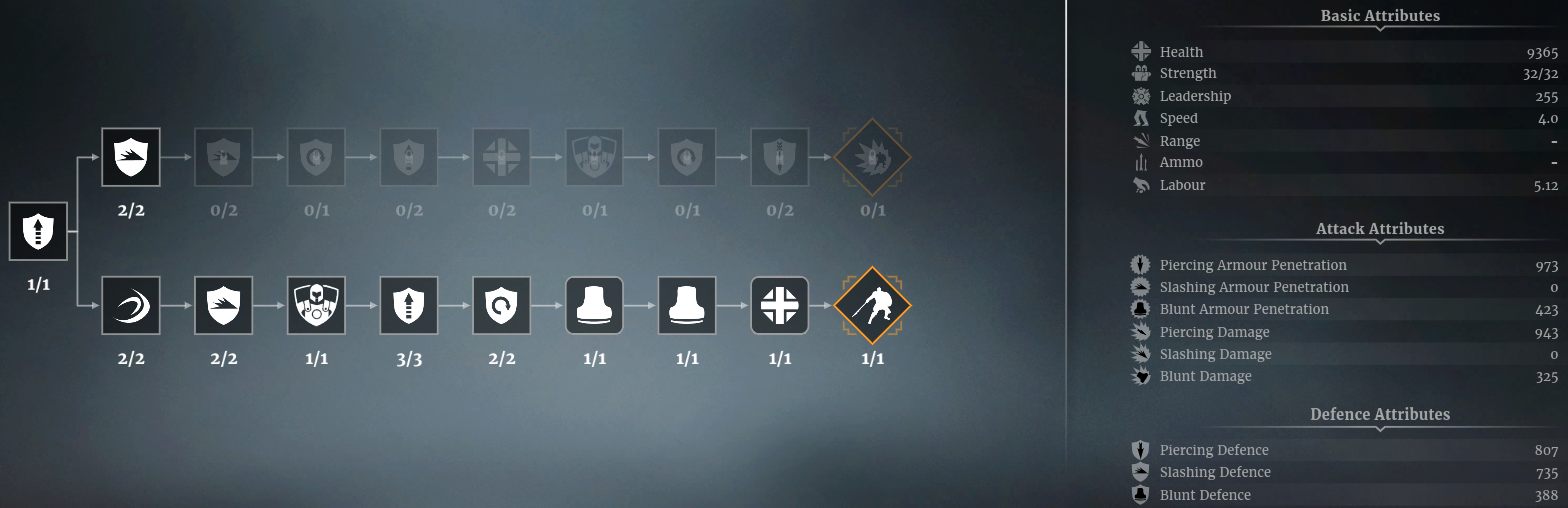 2/2 0/2 0/1 0/2 0/2 0/1 0/1 0/2 0/1
1/1
2/2 2/2 1/1 3/3 2/2 1/1 1/1 1/1 1/1
Basic Attributes
Health 9365
Strength 32/32
Leadership 255
Speed 4.0
Range -
Ammo -
Labour 5.12
Attack Attributes
Piercing Armour Penetration 973
Slashing Armour Penetration 0
Blunt Armour Penetration 423
Piercing Damage 943
Slashing Damage 0
Blunt Damage 325
Defence Attributes
Piercing Defence 807
Slashing Defence 735
Blunt Defence 388